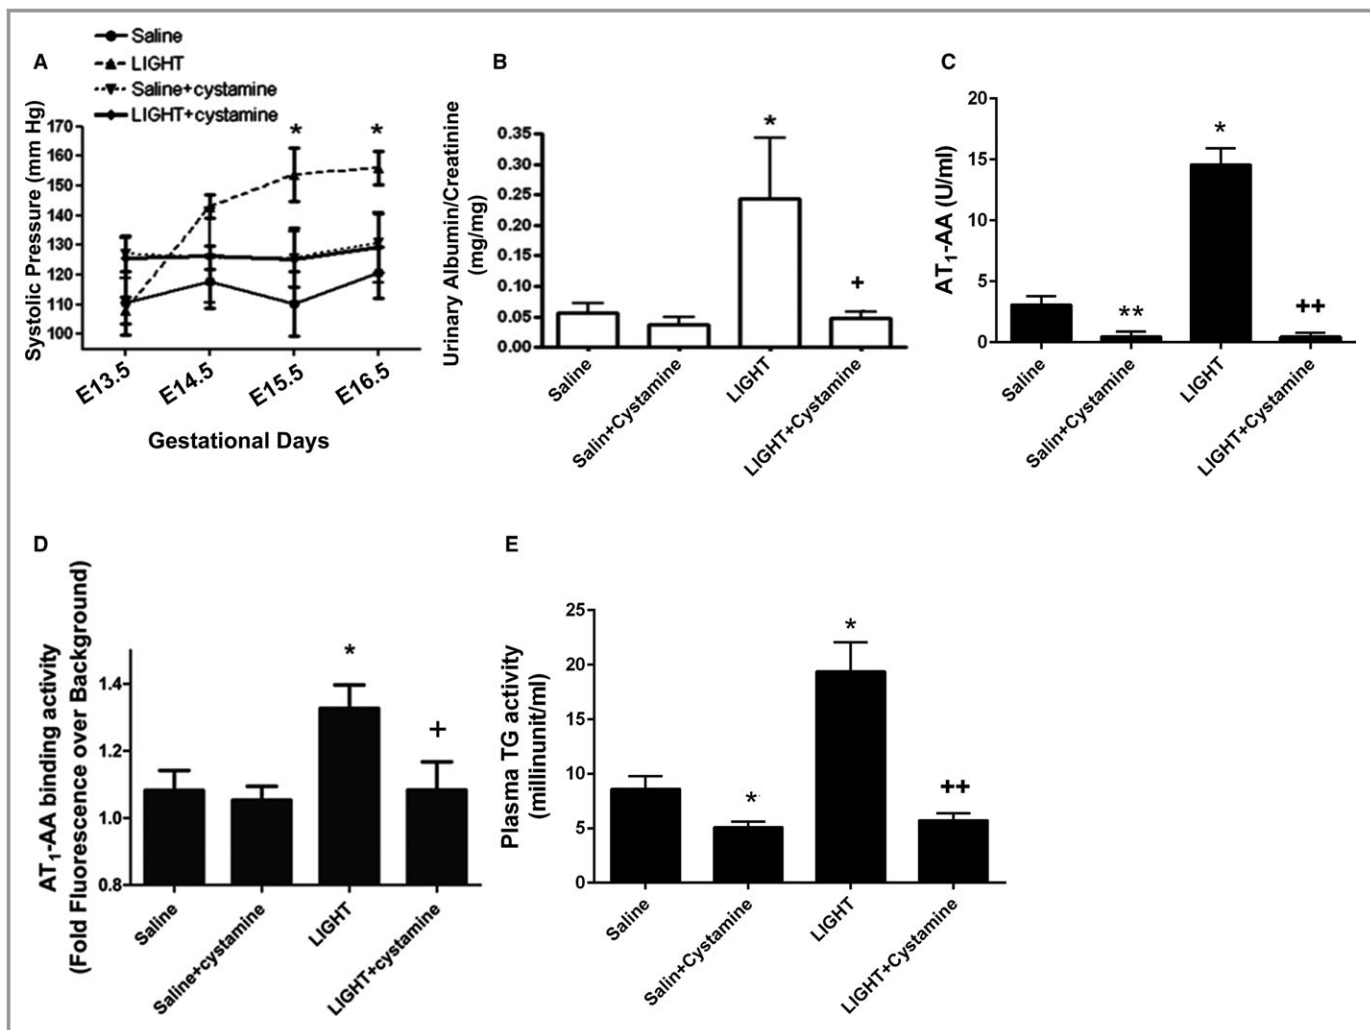 A
Saline
LIGHT
Saline+cystamine
LIGHT+cystamine
Systolic Pressure (mm Hg)
170
160
150
140
130
120
110
100
*
*
E13.5
E14.5
E15.5
E16.5
Gestational Days
B
Urinary Albumin/Creatinine
(mg/mg)
0.35
0.30
0.25
0.20
0.15
0.10
0.05
0.00
*
+
Saline
Salin+Cystamine
LIGHT
LIGHT+Cystamine
C
AT₁-AA (U/ml)
20
15
10
5
0
**
*
++
Saline
Salin+Cystamine
LIGHT
LIGHT+Cystamine
D
AT₁-AA binding activity
(Fold Fluorescence over Background)
1.4
1.2
1.0
0.8
*
+
Saline
Saline+cystamine
LIGHT
LIGHT+cystamine
E
Plasma TG activity
(millinunit/ml)
25
20
15
10
5
0
*
*
++
Saline
Salin+Cystamine
LIGHT
LIGHT+Cystamine